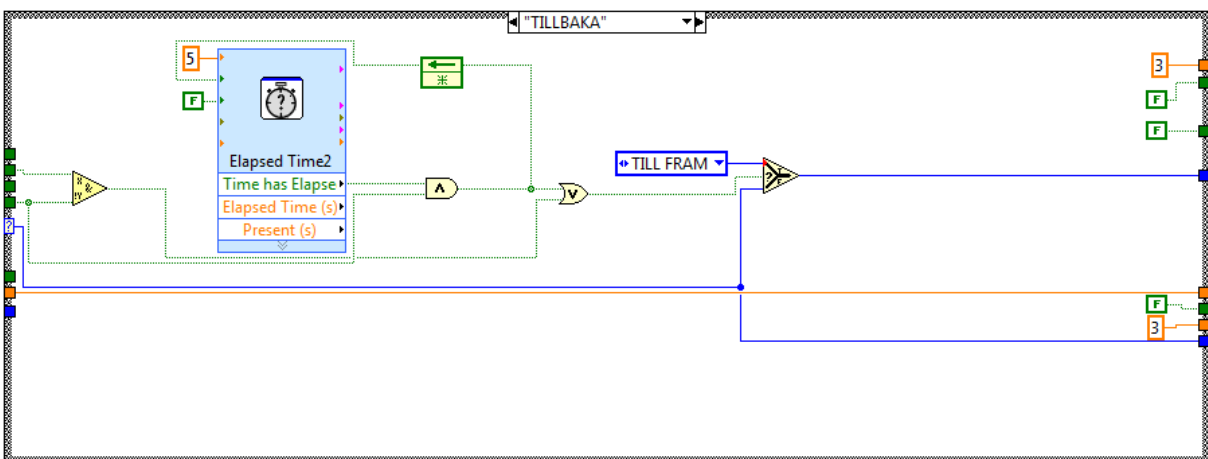 "TILLBAKA"
5
F
?
Elapsed Time2
Time has Elapse
Elapsed Time (s)
Present (s)
&
∧
∨
TILL FRAM
?
?
3
F
F
F
3